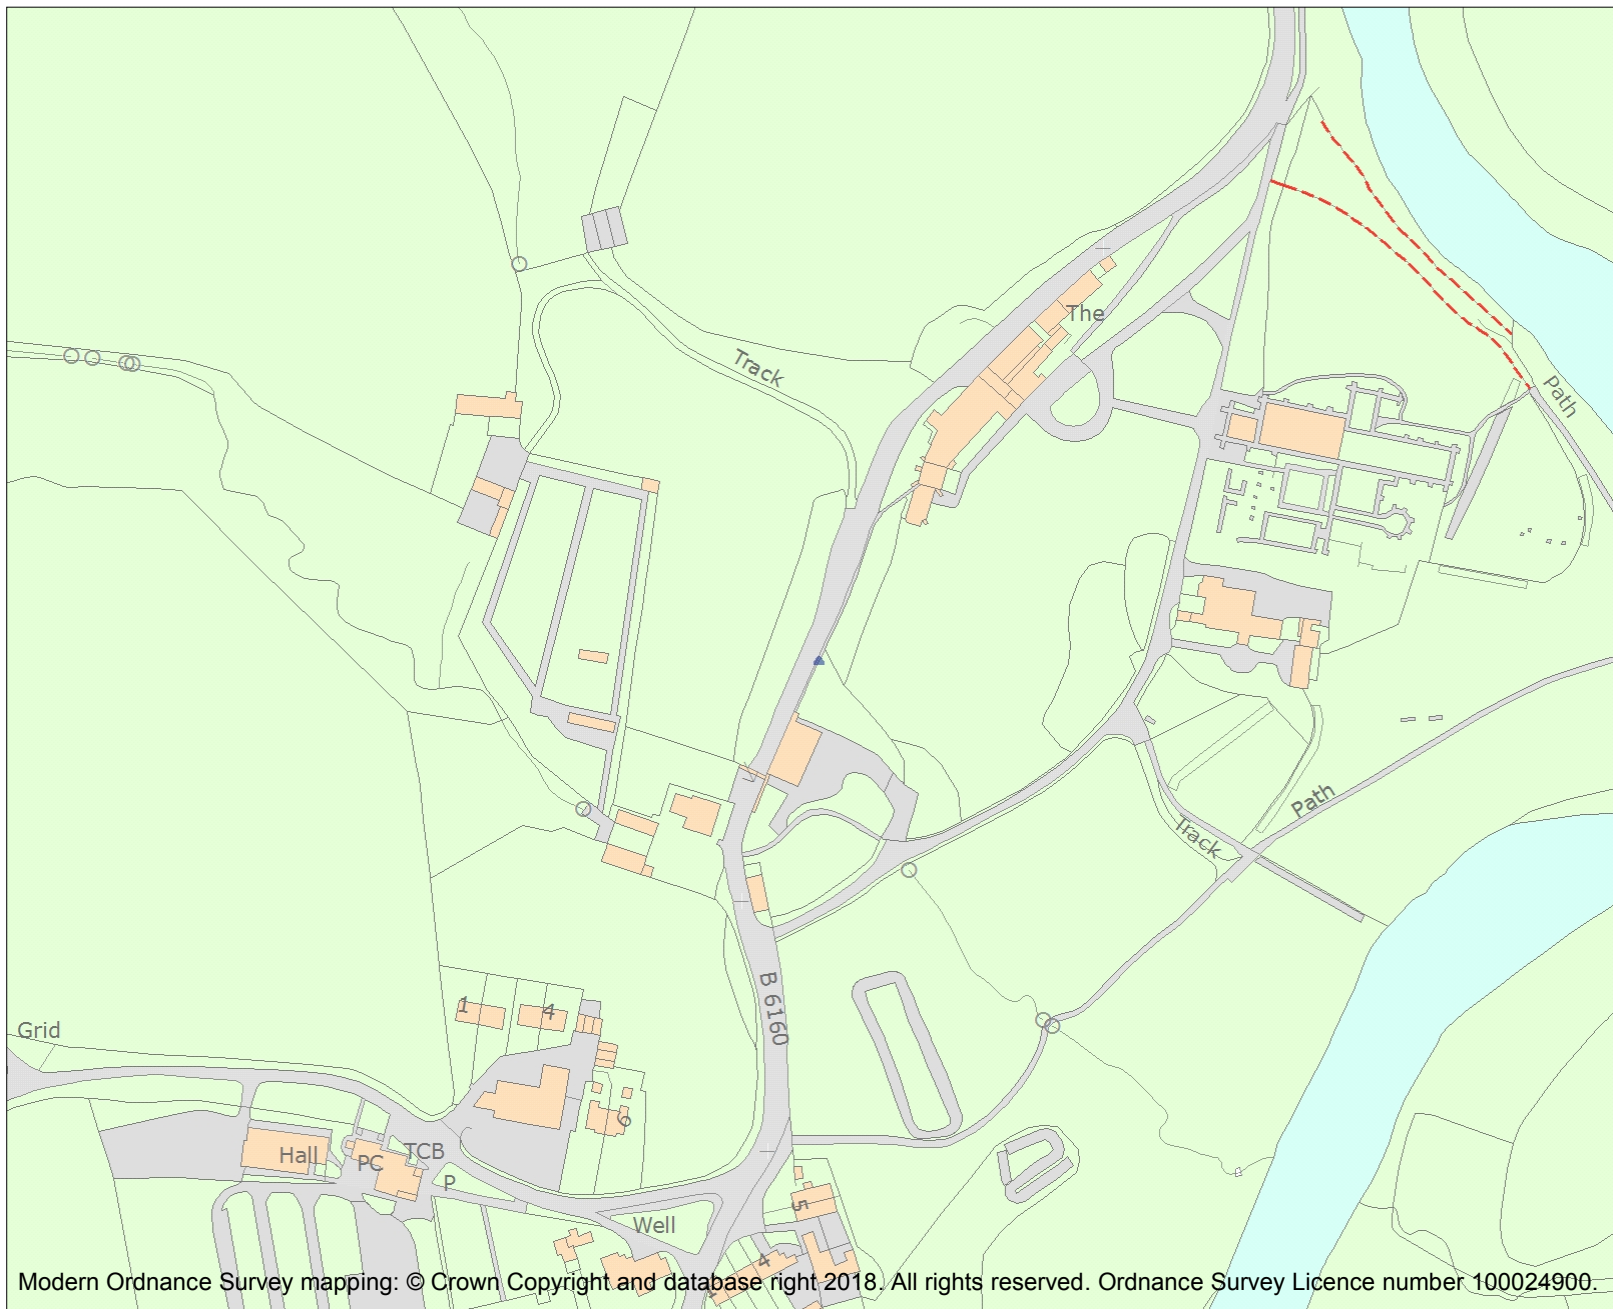 The
Track
Path
Path
Track
B 6160
1
4
Grid
6
Hall
PC
TCB
P
5
Well
4
Modern Ordnance Survey mapping: © Crown Copyright and database right 2018. All rights reserved. Ordnance Survey Licence number 100024900.